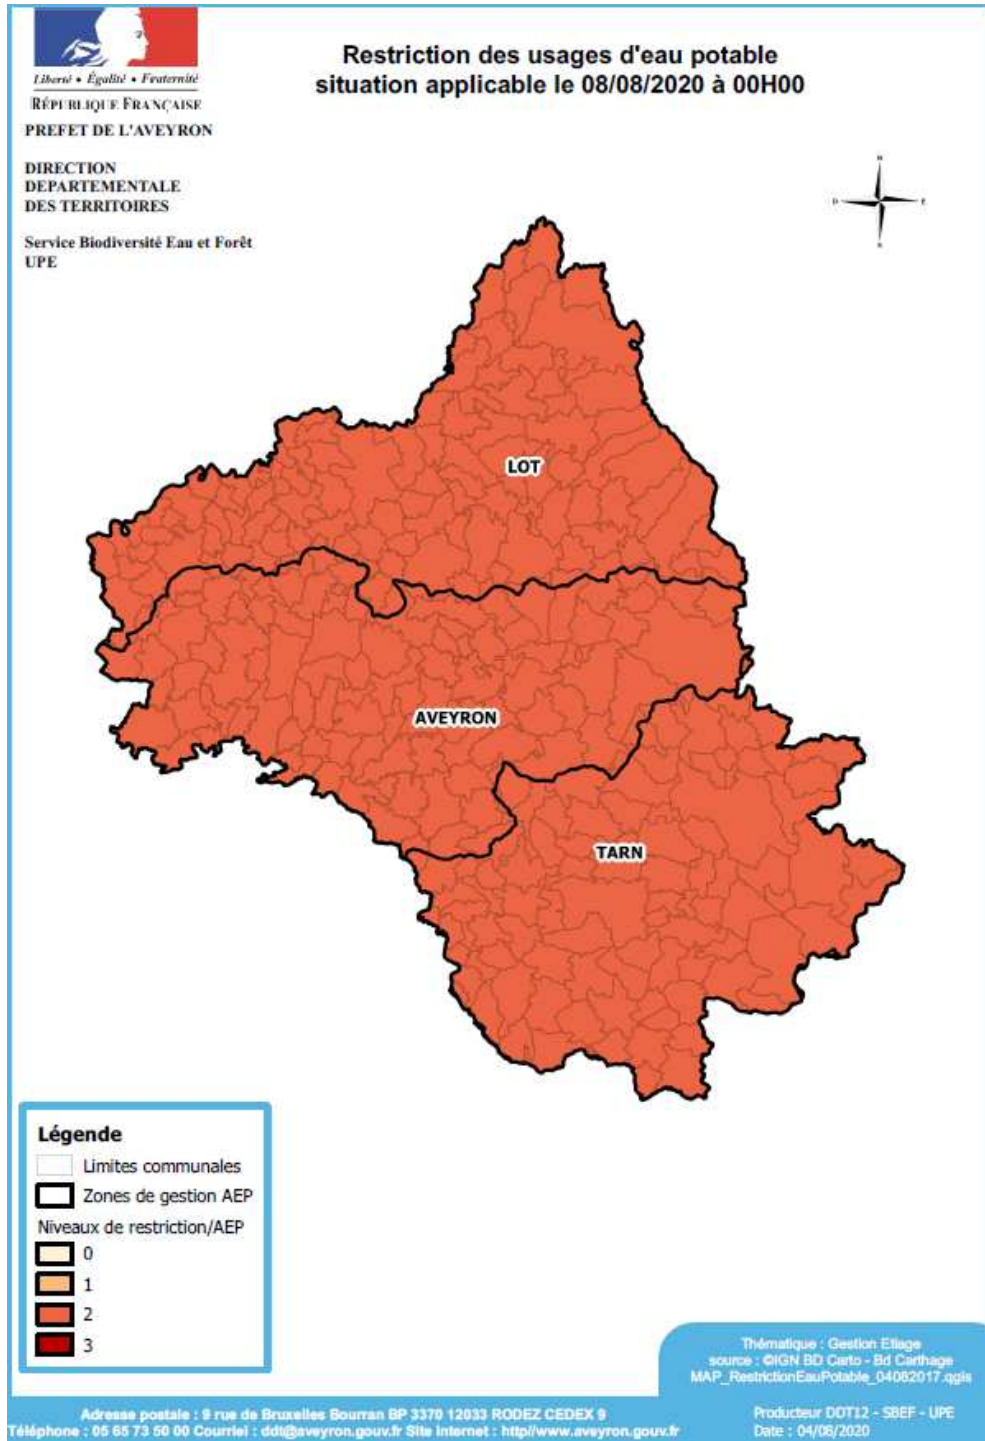 Liberté • Égalité • Fraternité
RÉPUBLIQUE FRANÇAISE
PREFET DE L'AVEYRON
DIRECTION
DEPARTEMENTALE
DES TERRITOIRES
Service Biodiversité Eau et Forêt
UPE
Restriction des usages d'eau potable
situation applicable le 08/08/2020 à 00H00
N
O
E
S
LOT
AVEYRON
TARN
Légende
Limites communales
Zones de gestion AEP
Niveaux de restriction/AEP
0
1
2
3
Thématique : Gestion Etiage
source : ©IGN BD Carto - Bd Carthage
MAP_RestrictionEauPotable_04082017.qgis
Adresse postale : 9 rue de Bruxelles Bourran BP 3370 12033 RODEZ CEDEX 9
Téléphone : 05 65 73 50 00 Courriel : ddt@aveyron.gouv.fr Site Internet : http//www.aveyron.gouv.fr
Producteur DDT12 - SBEF - UPE
Date : 04/08/2020